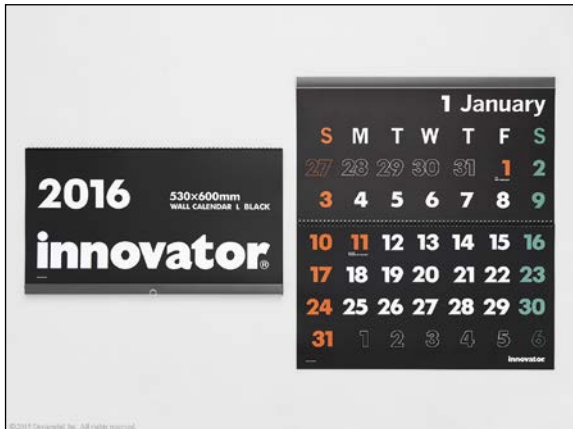 2016
530×600mm
WALL CALENDAR L BLACK
innovator®
1 January
S M T W T F S
27 28 29 30 31 1 2
3 4 5 6 7 8 9
10 11 12 13 14 15 16
17 18 19 20 21 22 23
24 25 26 27 28 29 30
31 1 2 3 4 5 6
innovator